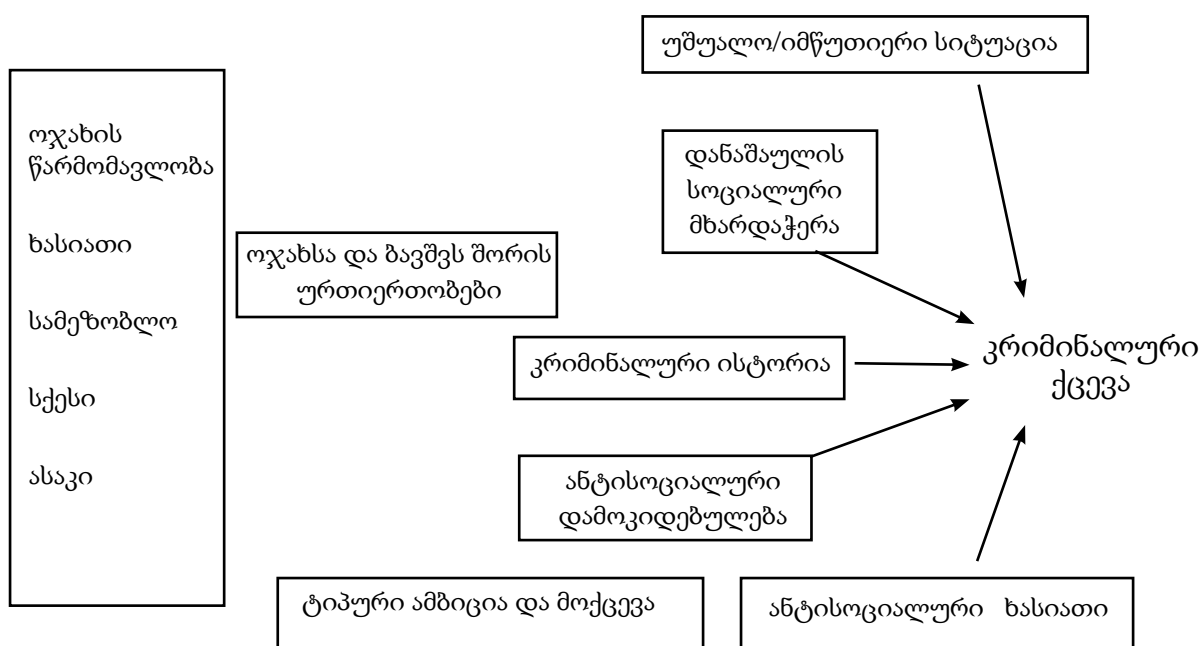 უშუალო/იმწუთიერი სიტუაცია
ოჯახის
წარმომავლობა
ხასიათი
სამეზობლო
სქესი
ასაკი
ოჯახსა და ბავშვს შორის
ურთიერთობები
დანაშაულის
სოციალური
მხარდაჭერა
კრიმინალური ისტორია
კრიმინალური
ქცევა
ანტისოციალური
დამოკიდებულება
ტიპური ამბიცია და მოქცევა
ანტისოციალური ხასიათი